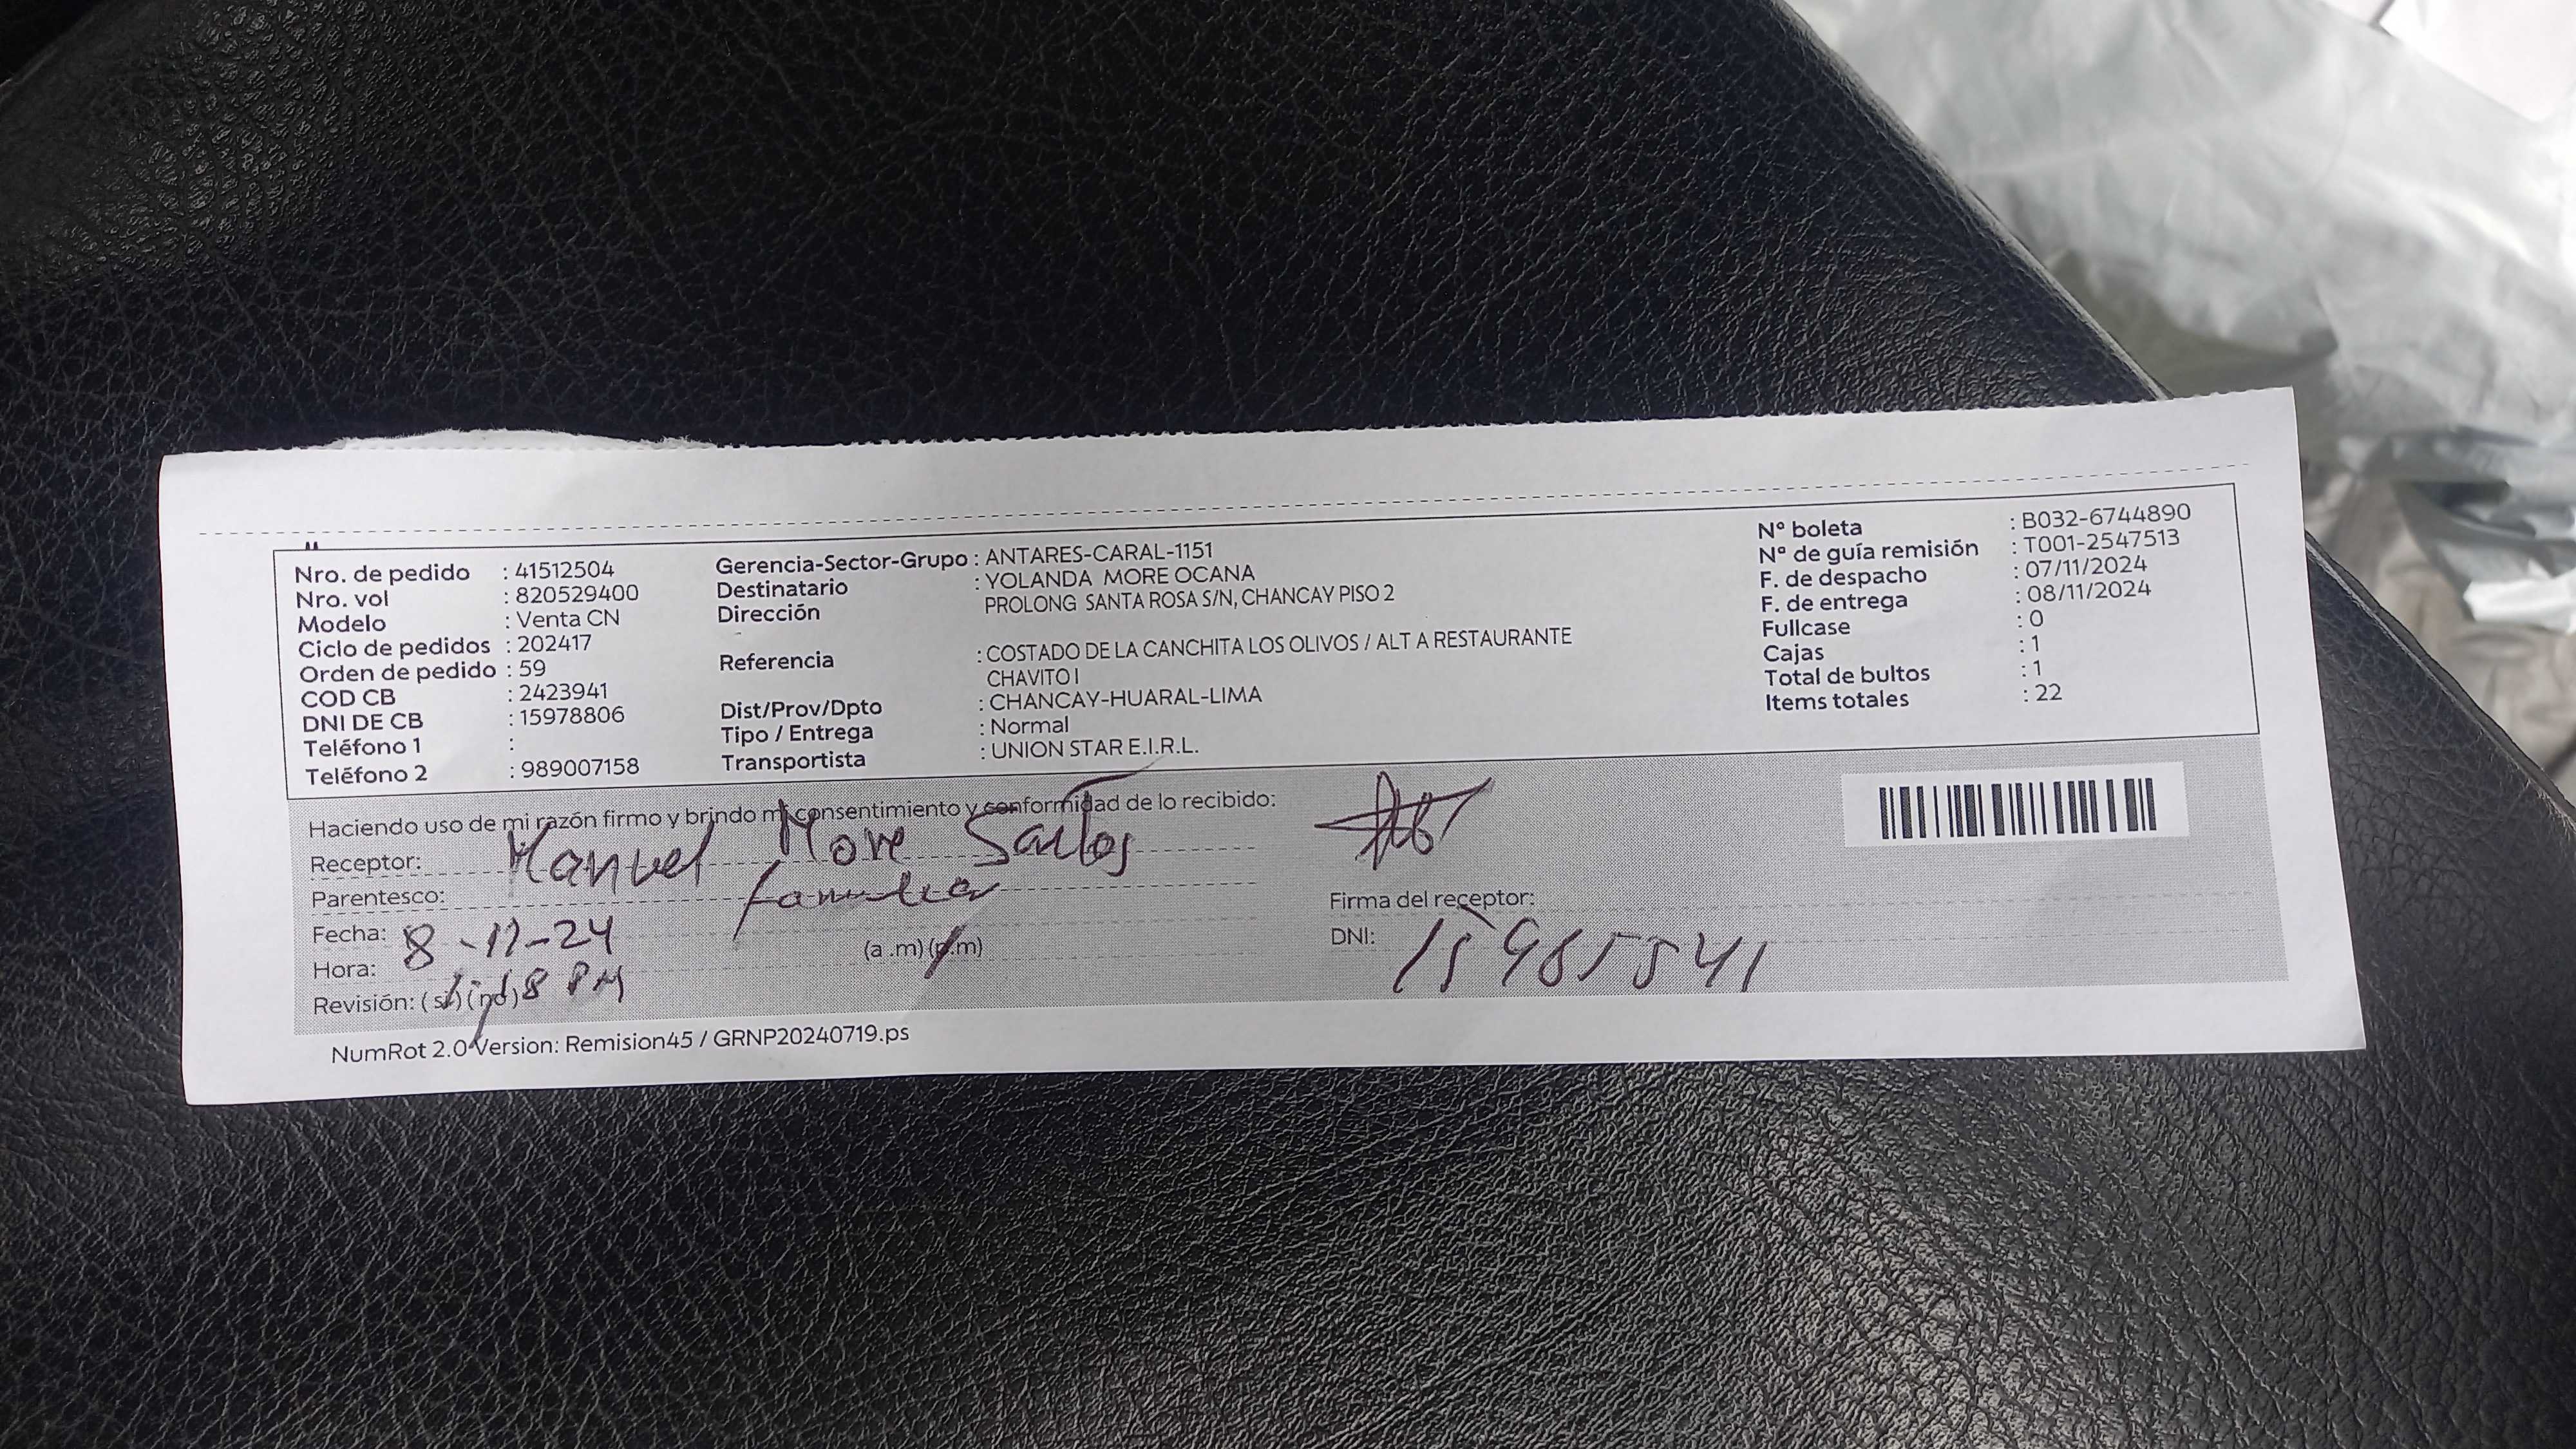 Nro. de pedido : 41512504
Nro. vol : 820529400
Modelo : Venta CN
Ciclo de pedidos : 202417
Orden de pedido : 59
COD CB : 2423941
DNI DE CB : 15978806
Teléfono 1 :
Teléfono 2 : 989007158
Gerencia-Sector-Grupo : ANTARES-CARAL-1151
Destinatario : YOLANDA MORE OCANA
Dirección PROLONG SANTA ROSA S/N, CHANCAY PISO 2
Referencia : COSTADO DE LA CANCHITA LOS OLIVOS / ALT A RESTAURANTE
CHAVITO I
Dist/Prov/Dpto : CHANCAY-HUARAL-LIMA
Tipo / Entrega : Normal
Transportista : UNION STAR E.I.R.L.
N° boleta : B032-6744890
N° de guía remisión : T001-2547513
F. de despacho : 07/11/2024
F. de entrega : 08/11/2024
Fullcase : 0
Cajas : 1
Total de bultos : 1
Items totales : 22
Haciendo uso de mi razón firmo y brindo mi consentimiento y conformidad de lo recibido:
Receptor: Manuel More
Parentesco:
Fecha: 8-11-24
Hora: (a .m) (p.m)
Revisión: (si) (no) 8 PM
Firma del receptor:
DNI:
NumRot 2.0 Version: Remision45 / GRNP20240719.ps